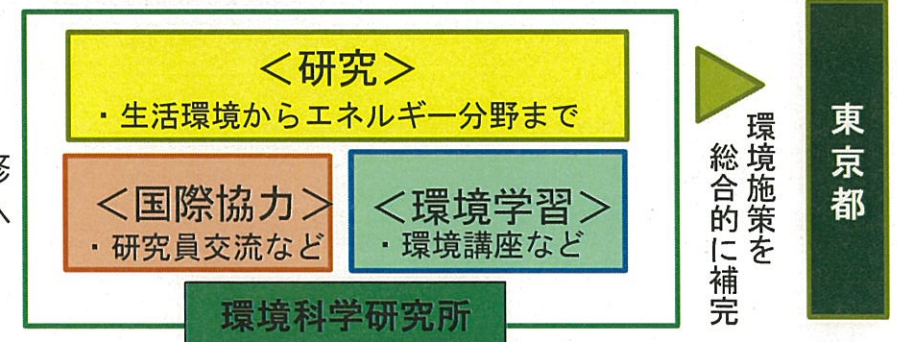 <研究>
・生活環境からエネルギー分野まで
<国際協力>
・研究員交流など
<環境学習>
・環境講座など
環境科学研究所
環境施策を
総合的に補完
東京都